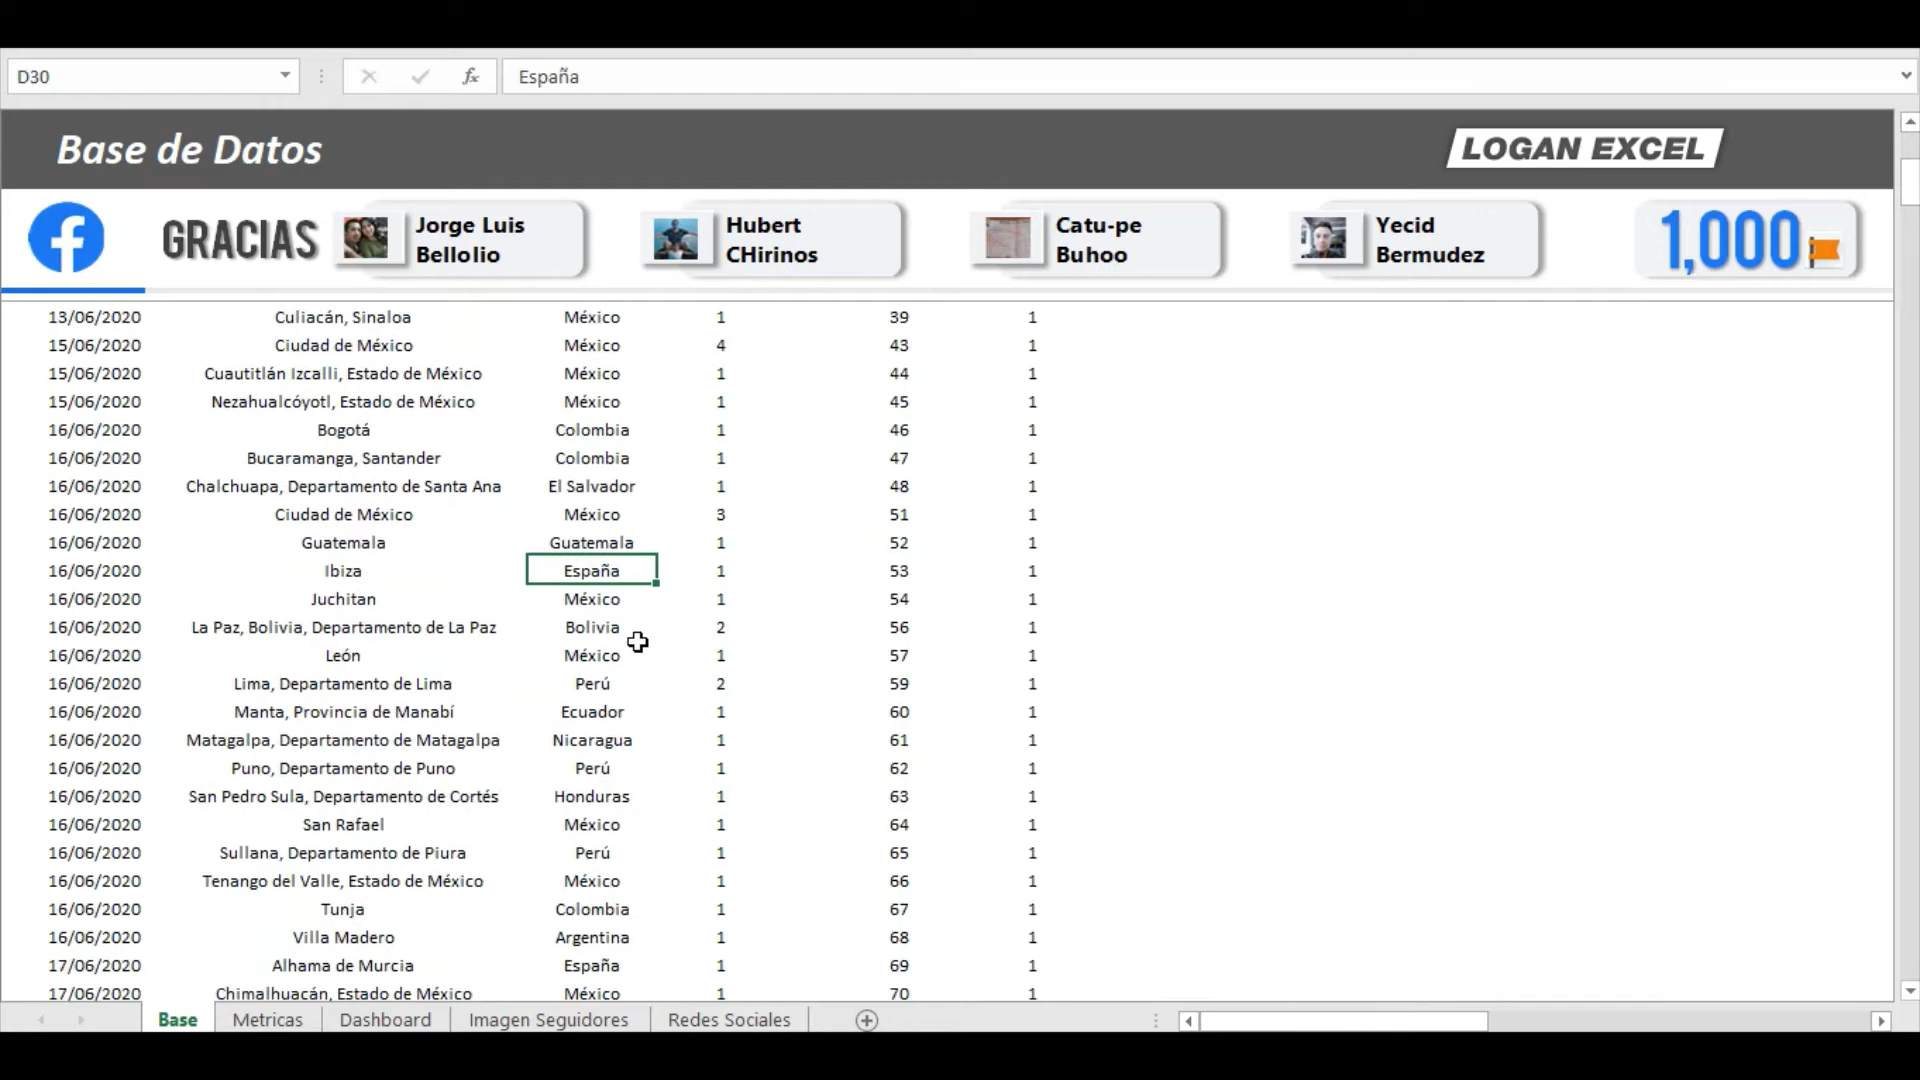 D30
fx
España
Base de Datos
LOGAN EXCEL
GRACIAS
Jorge Luis
Bellolio
Hubert
CHirinos
Catu-pe
Buhoo
Yecid
Bermudez
1,000
13/06/2020 Culiacán, Sinaloa México 1 39 1
15/06/2020 Ciudad de México México 4 43 1
15/06/2020 Cuautitlán Izcalli, Estado de México México 1 44 1
15/06/2020 Nezahualcóyotl, Estado de México México 1 45 1
16/06/2020 Bogotá Colombia 1 46 1
16/06/2020 Bucaramanga, Santander Colombia 1 47 1
16/06/2020 Chalchuapa, Departamento de Santa Ana El Salvador 1 48 1
16/06/2020 Ciudad de México México 3 51 1
16/06/2020 Guatemala Guatemala 1 52 1
16/06/2020 Ibiza España 1 53 1
16/06/2020 Juchitan México 1 54 1
16/06/2020 La Paz, Bolivia, Departamento de La Paz Bolivia 2 56 1
16/06/2020 León México 1 57 1
16/06/2020 Lima, Departamento de Lima Perú 2 59 1
16/06/2020 Manta, Provincia de Manabí Ecuador 1 60 1
16/06/2020 Matagalpa, Departamento de Matagalpa Nicaragua 1 61 1
16/06/2020 Puno, Departamento de Puno Perú 1 62 1
16/06/2020 San Pedro Sula, Departamento de Cortés Honduras 1 63 1
16/06/2020 San Rafael México 1 64 1
16/06/2020 Sullana, Departamento de Piura Perú 1 65 1
16/06/2020 Tenango del Valle, Estado de México México 1 66 1
16/06/2020 Tunja Colombia 1 67 1
16/06/2020 Villa Madero Argentina 1 68 1
17/06/2020 Alhama de Murcia España 1 69 1
17/06/2020 Chimalhuacán, Estado de México México 1 70 1
Base Metricas Dashboard Imagen Seguidores Redes Sociales